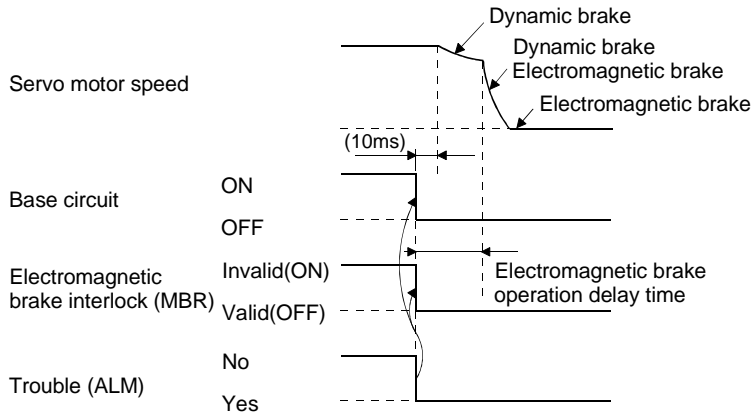 Dynamic brake
Dynamic brake
Electromagnetic brake
Servo motor speed
Electromagnetic brake
(10ms)
ON
Base circuit
OFF
Invalid(ON)
Electromagnetic
brake interlock (MBR)
Valid(OFF)
Electromagnetic brake
operation delay time
No
Trouble (ALM)
Yes